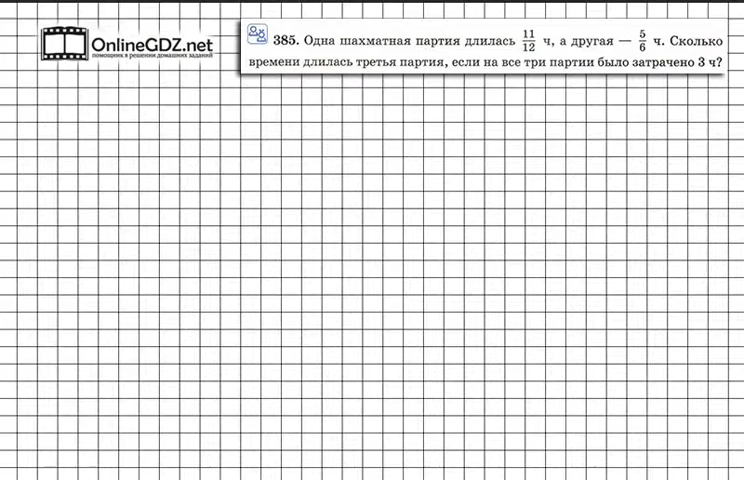 OnlineGDZ.net
помощник в решении домашних заданий
385. Одна шахматная партия длилась 11/12 ч, а другая — 5/6 ч. Сколько
времени длилась третья партия, если на все три партии было затрачено 3 ч?